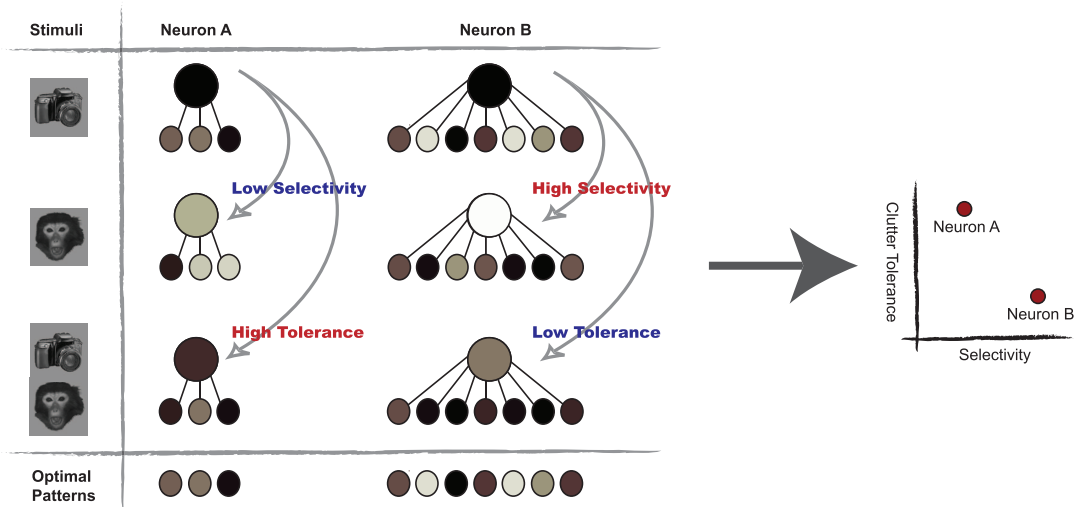 Stimuli
Neuron A
Neuron B
Low Selectivity
High Selectivity
High Tolerance
Low Tolerance
Optimal
Patterns
Clutter Tolerance
Neuron A
Neuron B
Selectivity